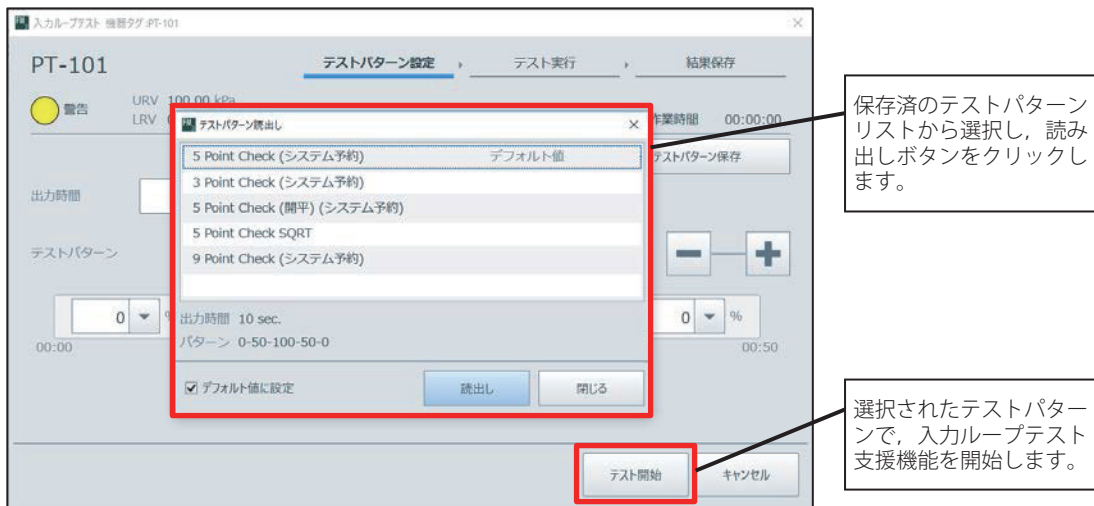 入力ループテスト 機器タグ:PT-101
PT-101
テストパターン設定
テスト実行
結果保存
警告
URV 100.00 kPa
LRV
作業時間 00:00:00
テストパターン読出し
5 Point Check (システム予約) デフォルト値
3 Point Check (システム予約)
5 Point Check (開平) (システム予約)
5 Point Check SQRT
9 Point Check (システム予約)
出力時間 10 sec.
パターン 0-50-100-50-0
デフォルト値に設定
読出し
閉じる
テストパターン保存
出力時間
テストパターン
0
0 %
00:00
00:50
テスト開始
キャンセル
保存済のテストパターン
リストから選択し，読み
出しボタンをクリックし
ます。
選択されたテストパター
ンで，入力ループテスト
支援機能を開始します。